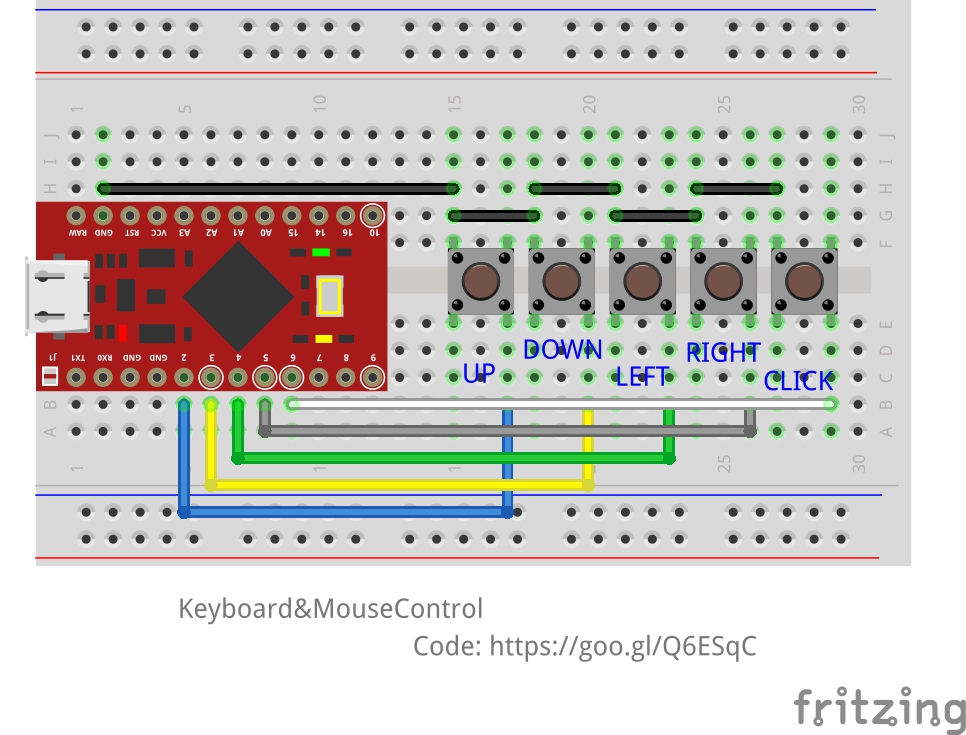 1 5 10 15 20 25 30
J J
I I
H H
G
RAW GND RST VCC A3 A2 A1 A0 15 14 16 10
F
E
DOWN
D
RIGHT
J1 TX1 RX0 GND GND 2 3 4 5 6 7 8 9
UP
LEFT
C
CLICK
B B
A A
1 25 30
Keyboard&MouseControl
Code: https://goo.gl/Q6ESqC
fritzing